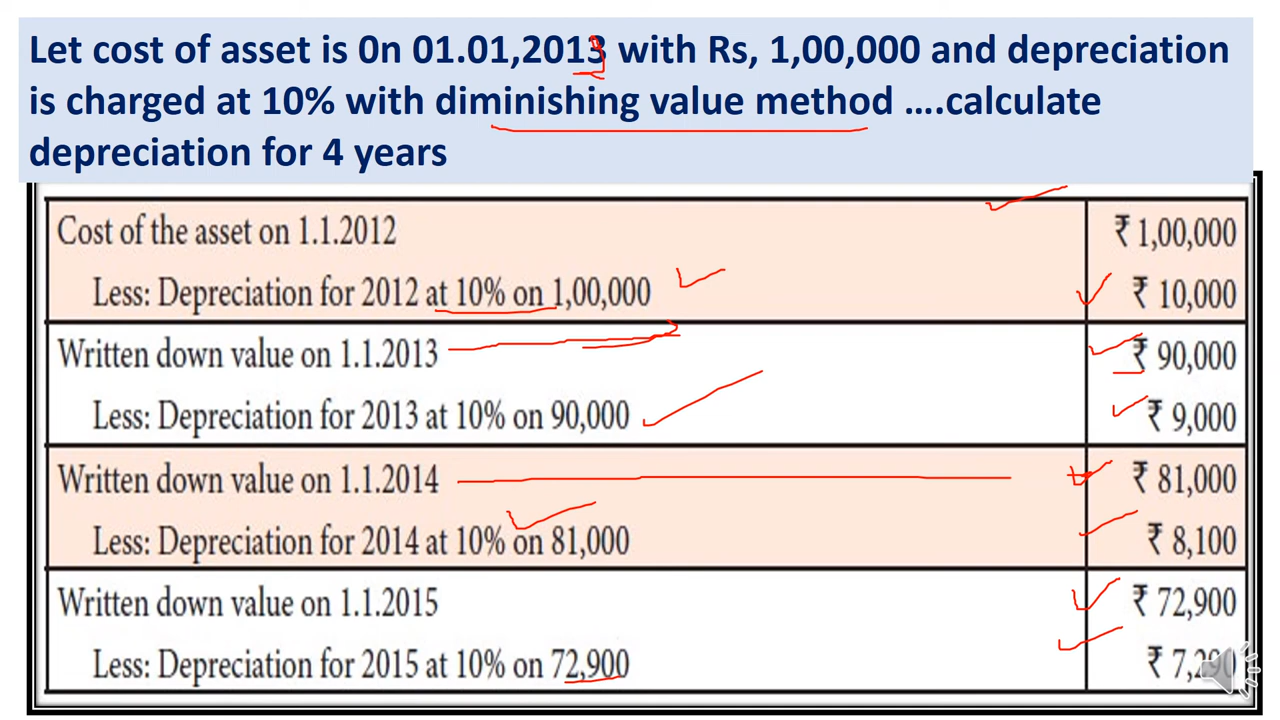 Let cost of asset is 0n 01.01,2013 with Rs, 1,00,000 and depreciation
is charged at 10% with diminishing value method ….calculate
depreciation for 4 years
Cost of the asset on 1.1.2012 ₹ 1,00,000
Less: Depreciation for 2012 at 10% on 1,00,000 ₹ 10,000
Written down value on 1.1.2013 ₹ 90,000
Less: Depreciation for 2013 at 10% on 90,000 ₹ 9,000
Written down value on 1.1.2014 ₹ 81,000
Less: Depreciation for 2014 at 10% on 81,000 ₹ 8,100
Written down value on 1.1.2015 ₹ 72,900
Less: Depreciation for 2015 at 10% on 72,900 ₹ 7,290